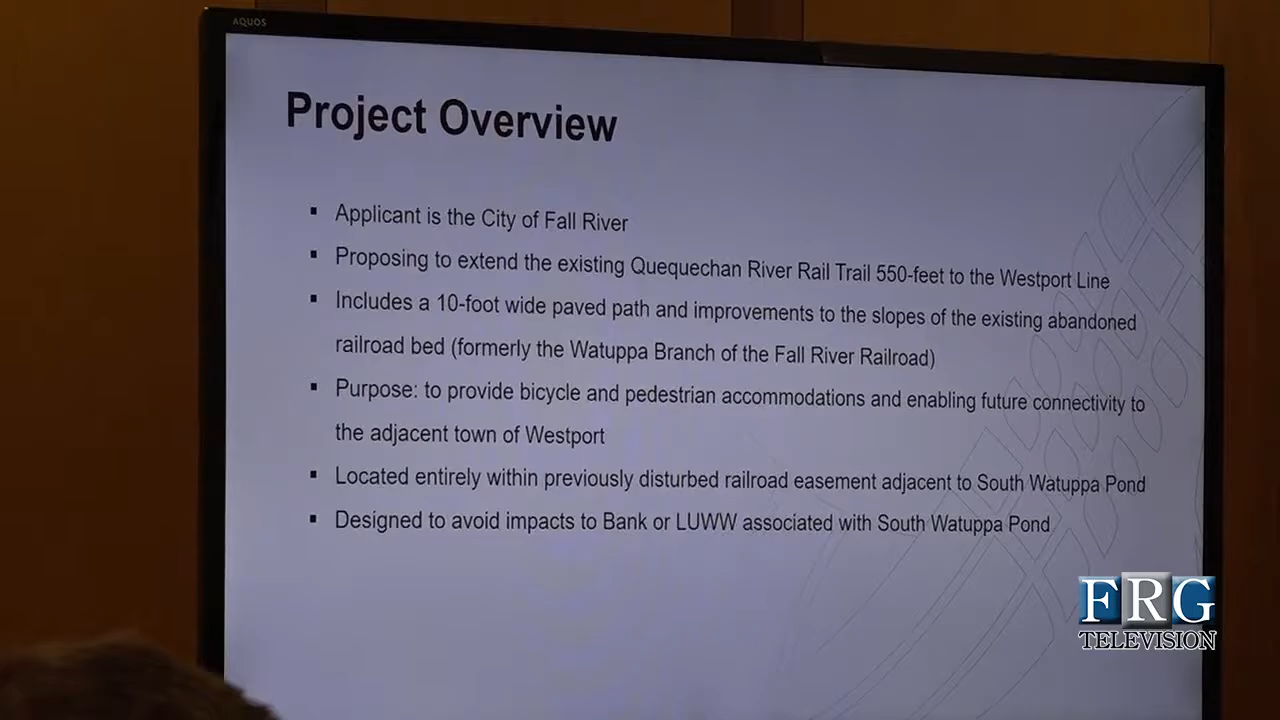 AQUOS
Project Overview
▪ Applicant is the City of Fall River
▪ Proposing to extend the existing Quequechan River Rail Trail 550-feet to the Westport Line
▪ Includes a 10-foot wide paved path and improvements to the slopes of the existing abandoned
railroad bed (formerly the Watuppa Branch of the Fall River Railroad)
▪ Purpose: to provide bicycle and pedestrian accommodations and enabling future connectivity to
the adjacent town of Westport
▪ Located entirely within previously disturbed railroad easement adjacent to South Watuppa Pond
▪ Designed to avoid impacts to Bank or LUWW associated with South Watuppa Pond
FRG
TELEVISION